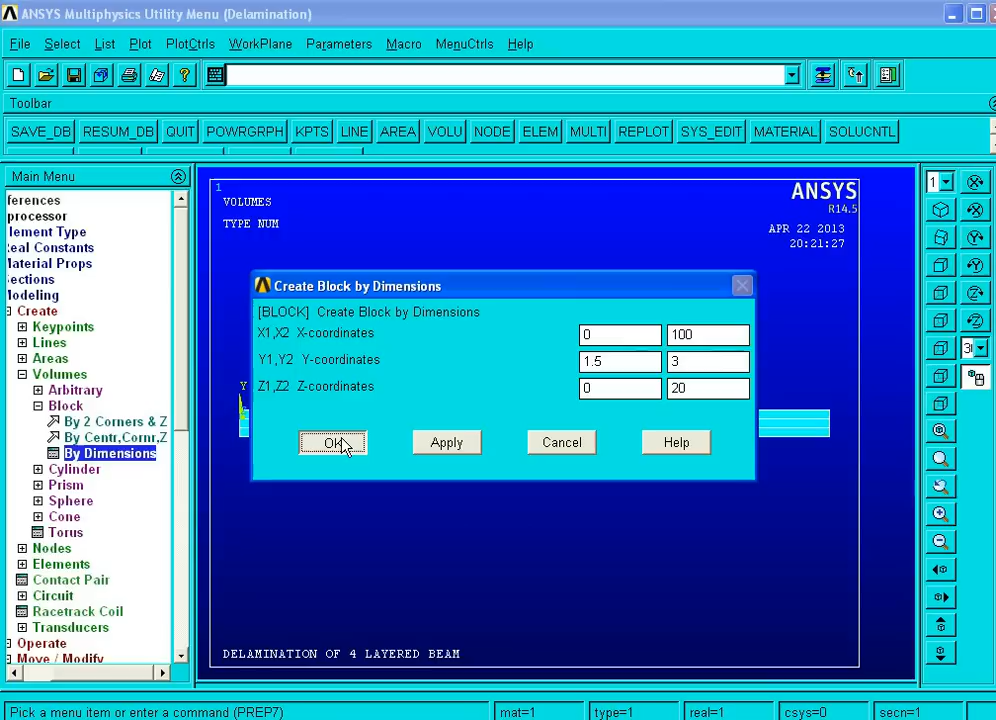 ANSYS Multiphysics Utility Menu (Delamination)
File Select List Plot PlotCtrls WorkPlane Parameters Macro MenuCtrls Help
Toolbar
SAVE_DB RESUM_DB QUIT POWRGRPH KPTS LINE AREA VOLU NODE ELEM MULTI REPLOT SYS_EDIT MATERIAL SOLUCNTL
Main Menu
ferences
processor
lement Type
eal Constants
Material Props
ections
Modeling
Create
Keypoints
Lines
Areas
Volumes
Arbitrary
Block
By 2 Corners & Z
By Centr,Cornr,Z
By Dimensions
Cylinder
Prism
Sphere
Cone
Torus
Nodes
Elements
Contact Pair
Circuit
Racetrack Coil
Transducers
Operate
Move / Modify
1
VOLUMES
TYPE NUM
ANSYS
R14.5
APR 22 2013
20:21:27
Create Block by Dimensions
[BLOCK] Create Block by Dimensions
X1,X2 X-coordinates 0 100
Y1,Y2 Y-coordinates 1.5 3
Z1,Z2 Z-coordinates 0 20
OK Apply Cancel Help
Y
DELAMINATION OF 4 LAYERED BEAM
1
Pick a menu item or enter a command (PREP7) mat=1 type=1 real=1 csys=0 secn=1